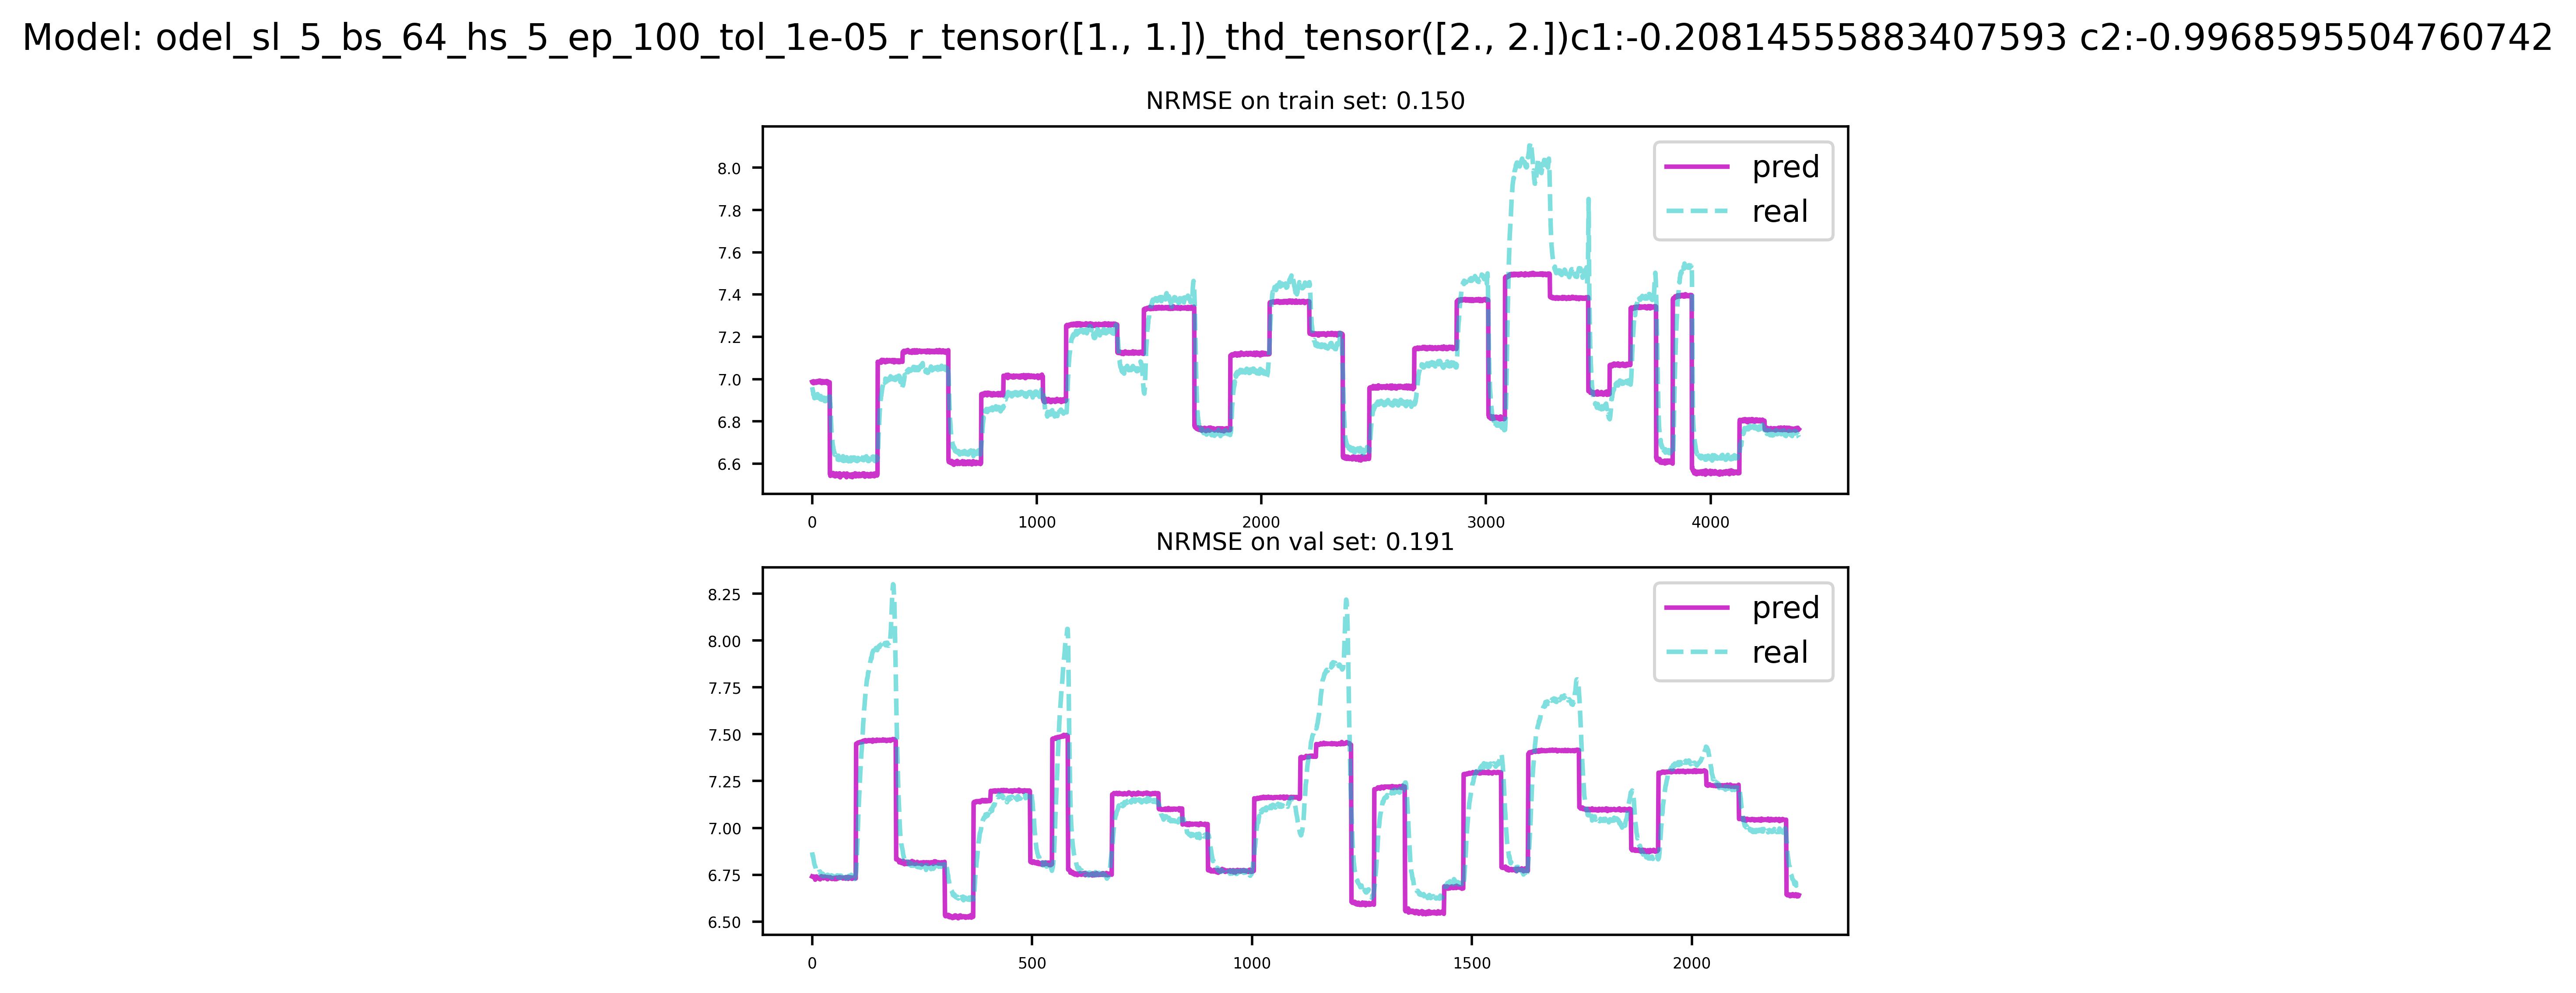 Model: odel_sl_5_bs_64_hs_5_ep_100_tol_1e-05_r_tensor([1., 1.])_thd_tensor([2., 2.])c1:-0.20814555883407593 c2:-0.9968595504760742
NRMSE on train set: 0.150
8.0
7.8
7.6
7.4
7.2
7.0
6.8
6.6
pred
real
0 1000 2000 3000 4000
NRMSE on val set: 0.191
8.25
8.00
7.75
7.50
7.25
7.00
6.75
6.50
pred
real
0 500 1000 1500 2000